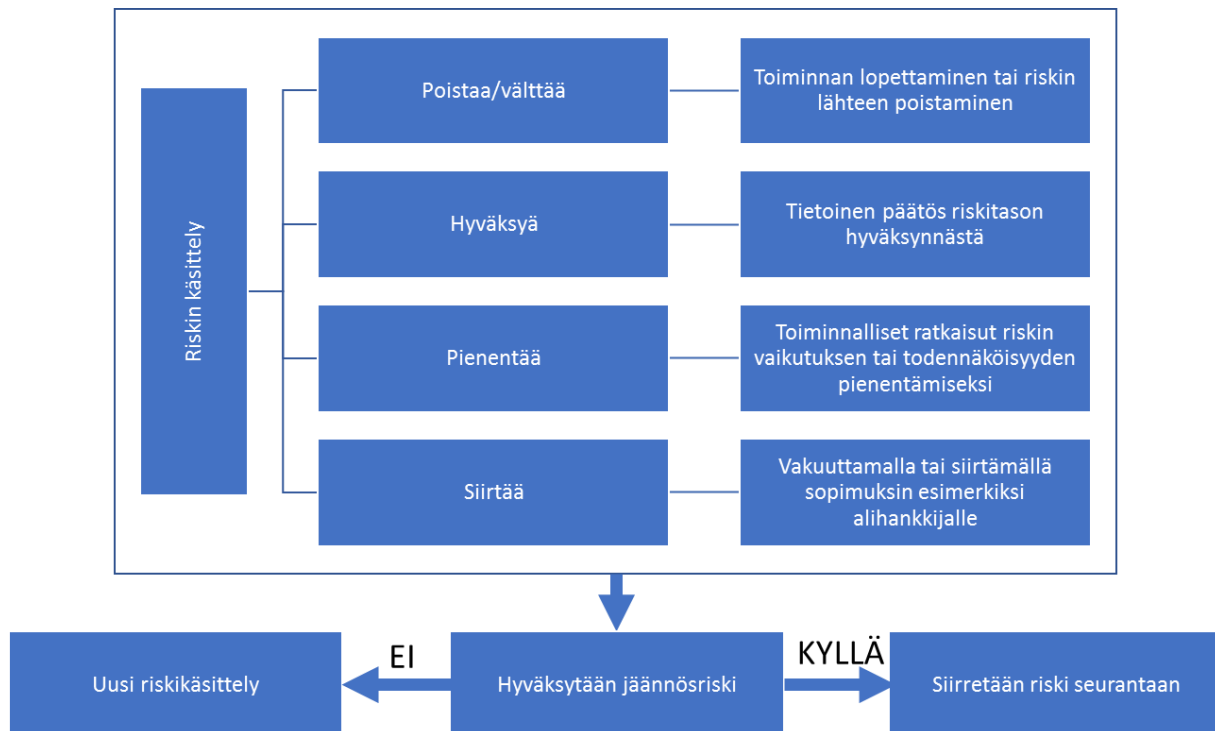 Riskin käsittely
Poistaa/välttää
Toiminnan lopettaminen tai riskin
lähteen poistaminen
Hyväksyä
Tietoinen päätös riskitason
hyväksynnästä
Pienentää
Toiminnalliset ratkaisut riskin
vaikutuksen tai todennäköisyyden
pienentämiseksi
Siirtää
Vakuuttamalla tai siirtämällä
sopimuksin esimerkiksi
alihankkijalle
Uusi riskikäsittely
EI
Hyväksytään jäännösriski
KYLLÄ
Siirretään riski seurantaan